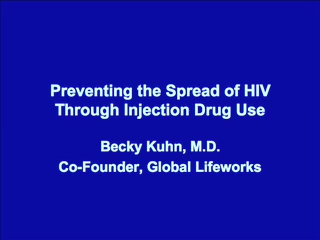 Preventing the Spread of HIV
Through Injection Drug Use
Becky Kuhn, M.D.
Co-Founder, Global Lifeworks